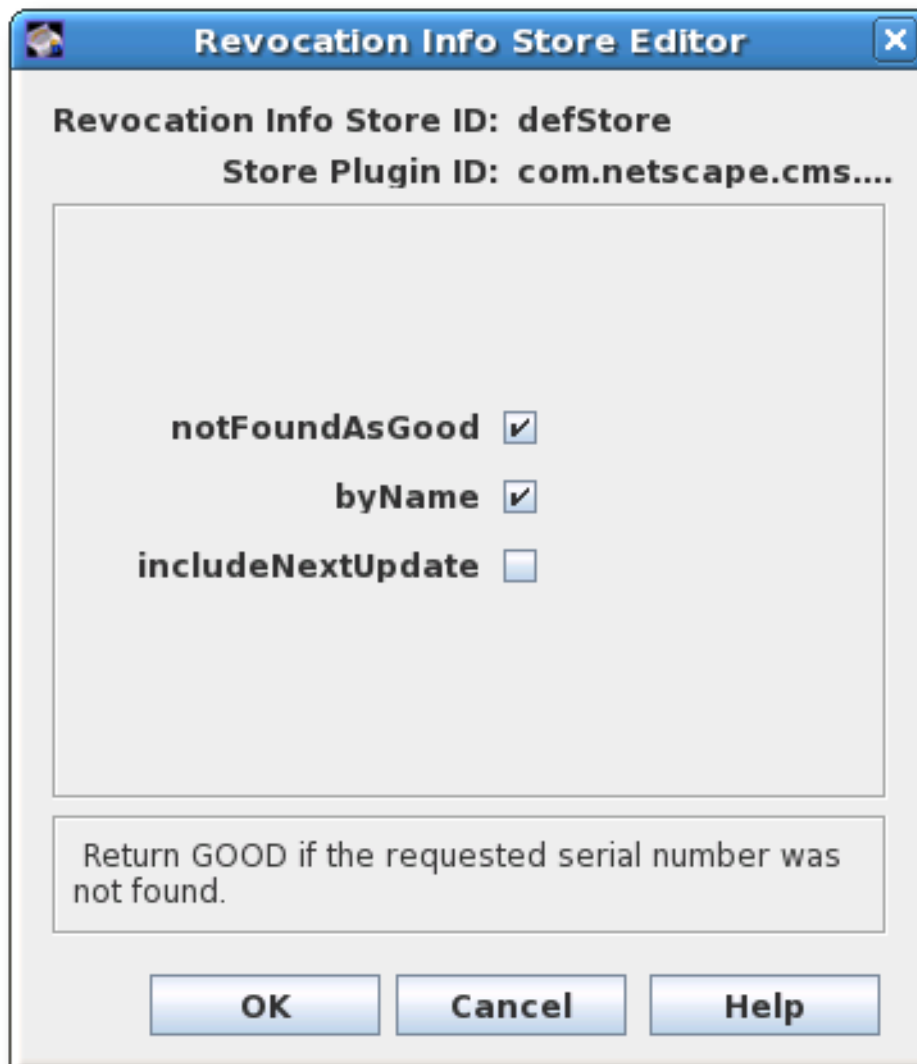 Revocation Info Store Editor
Revocation Info Store ID: defStore
Store Plugin ID: com.netscape.cms....
notFoundAsGood
byName
includeNextUpdate
Return GOOD if the requested serial number was
not found.
OK Cancel Help